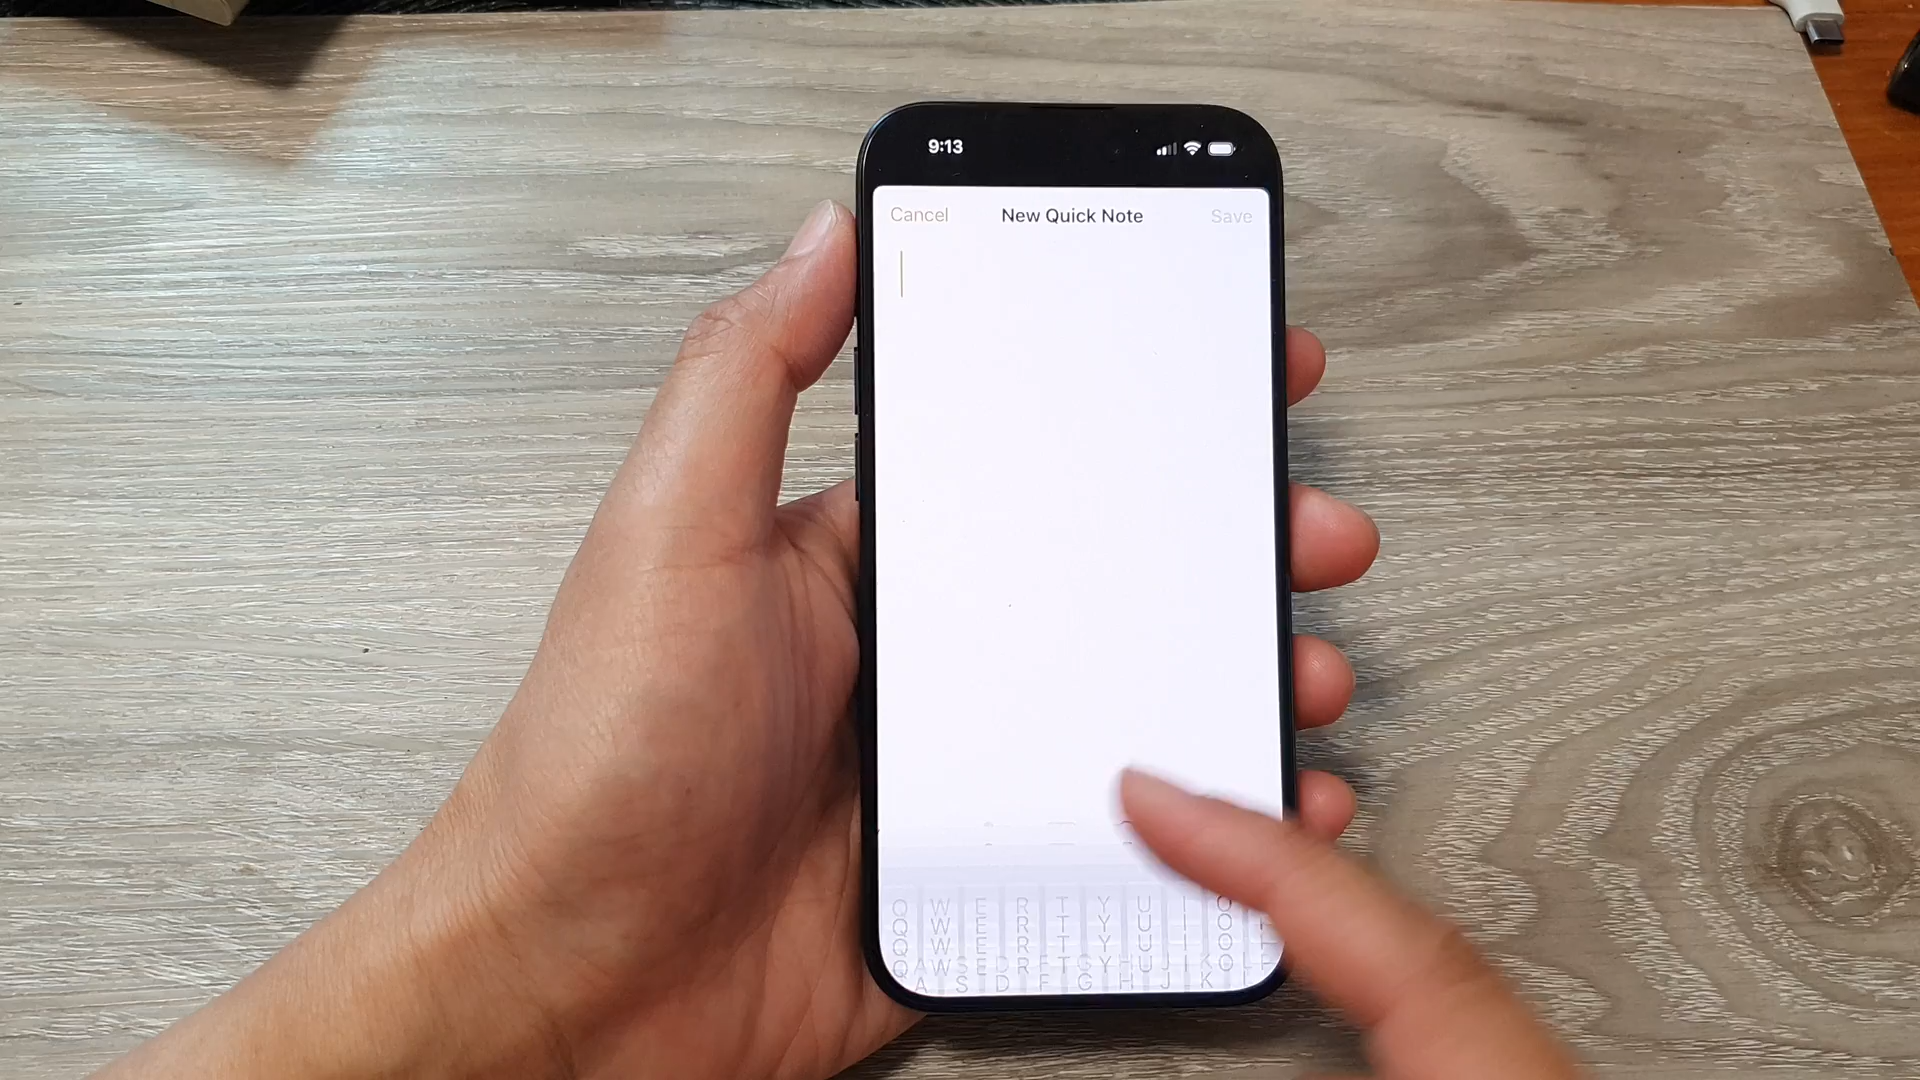 9:13
Cancel New Quick Note Save
Q W E R T Y U I O
Q W E R T Y U I O
Q W E R T Y U I O
Q W E R T Y U I O
A S D F G H J K L
A S D F G H J K